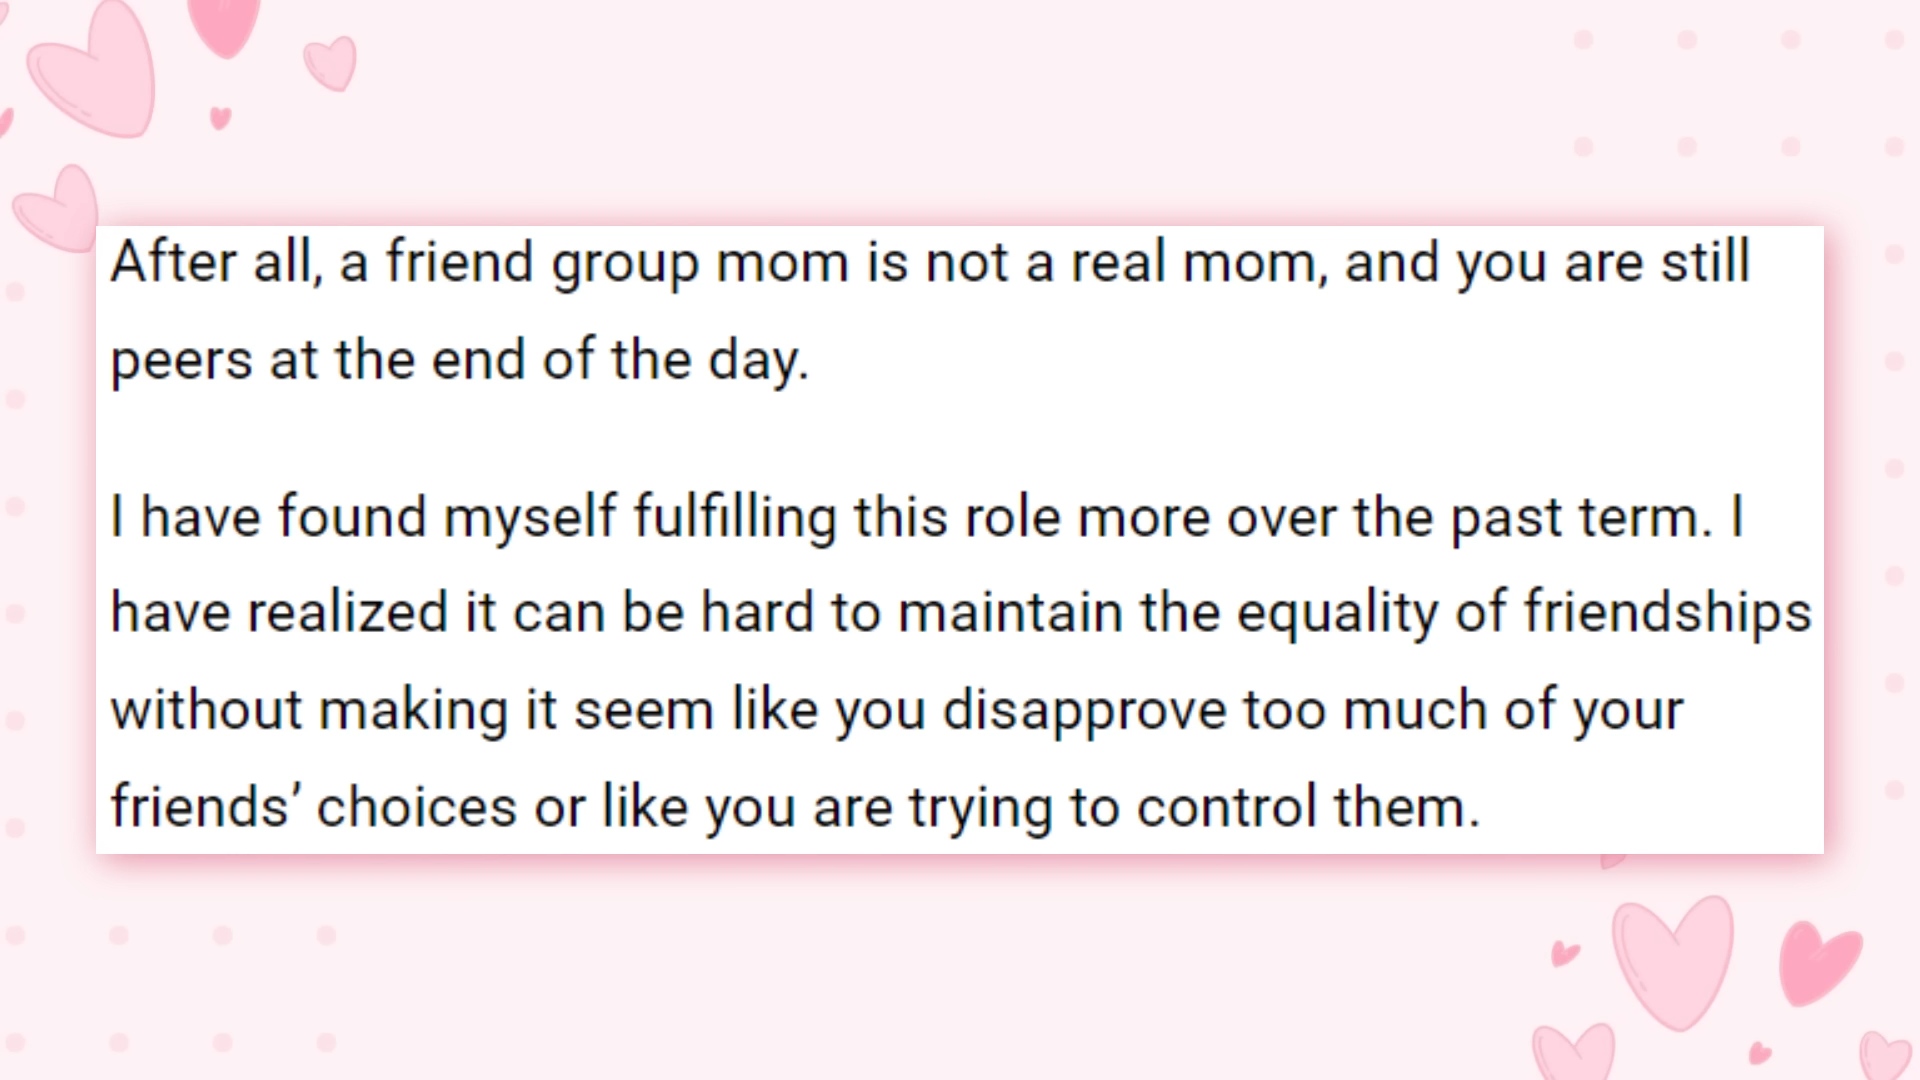 After all, a friend group mom is not a real mom, and you are still
peers at the end of the day.
I have found myself fulfilling this role more over the past term. I
have realized it can be hard to maintain the equality of friendships
without making it seem like you disapprove too much of your
friends’ choices or like you are trying to control them.